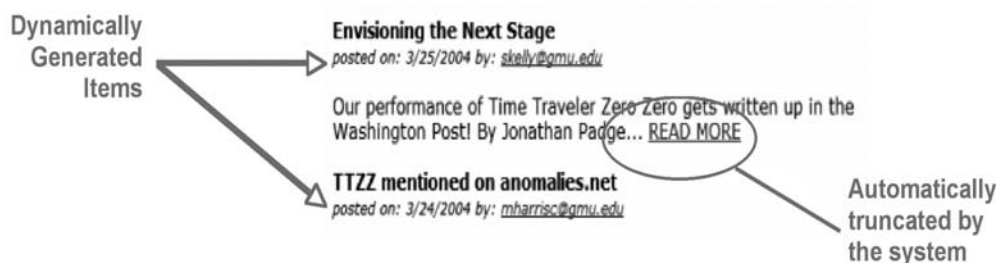 Dynamically
Generated
Items
Envisioning the Next Stage
posted on: 3/25/2004 by: skelly@gmu.edu
Our performance of Time Traveler Zero Zero gets written up in the
Washington Post! By Jonathan Padge... READ MORE
TTZZ mentioned on anomalies.net
posted on: 3/24/2004 by: mharrisc@gmu.edu
Automatically
truncated by
the system